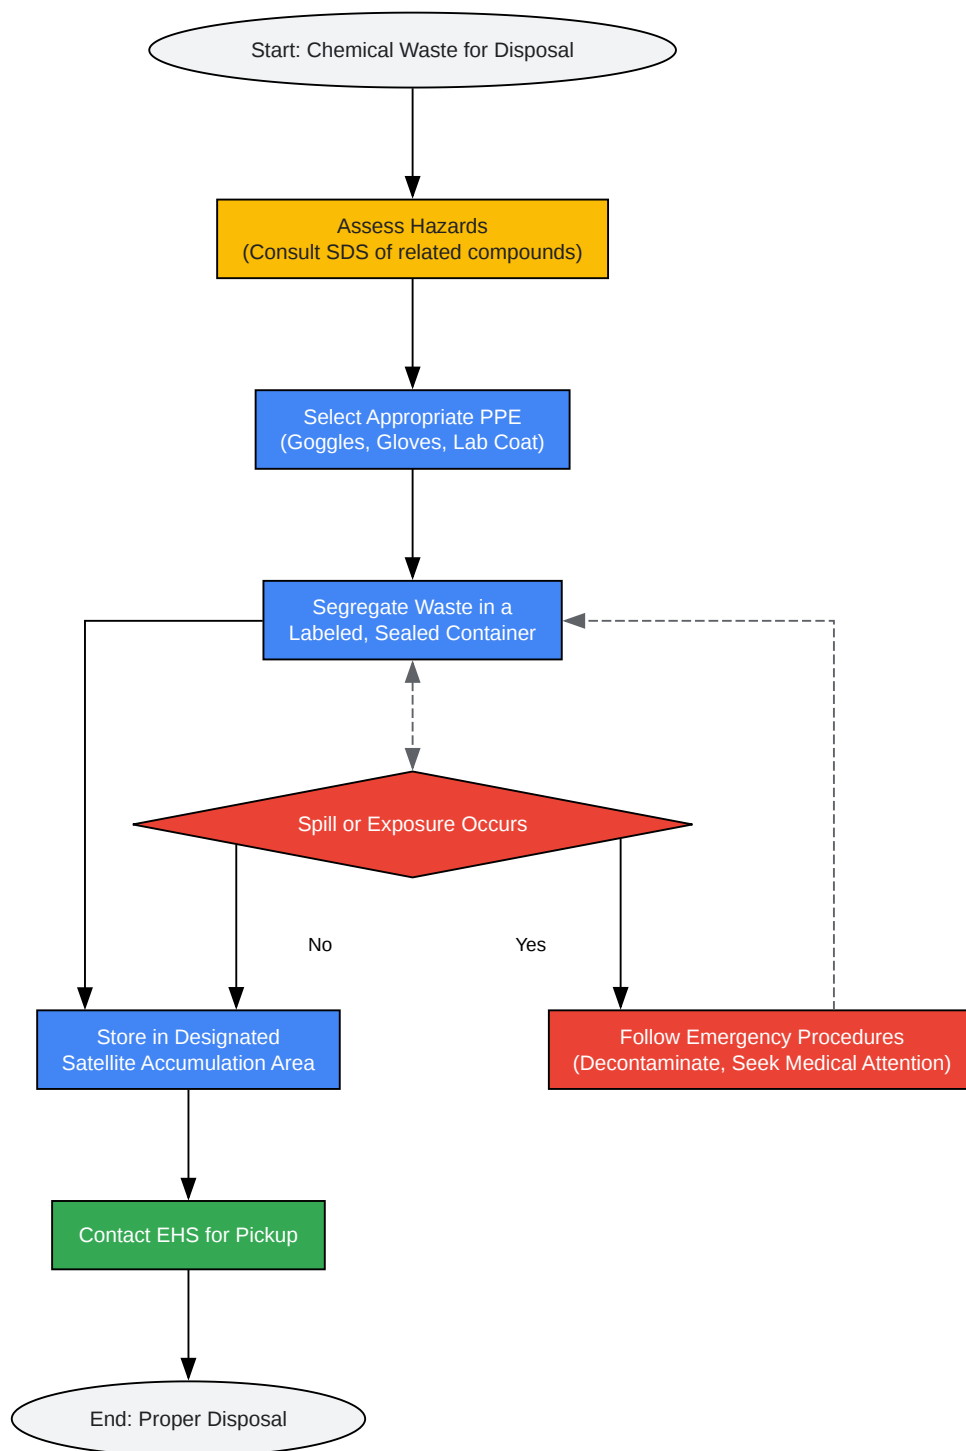 Start: Chemical Waste for Disposal
Assess Hazards
(Consult SDS of related compounds)
Select Appropriate PPE
(Goggles, Gloves, Lab Coat)
Segregate Waste in a
Labeled, Sealed Container
Spill or Exposure Occurs
No
Yes
Store in Designated
Satellite Accumulation Area
Follow Emergency Procedures
(Decontaminate, Seek Medical Attention)
Contact EHS for Pickup
End: Proper Disposal